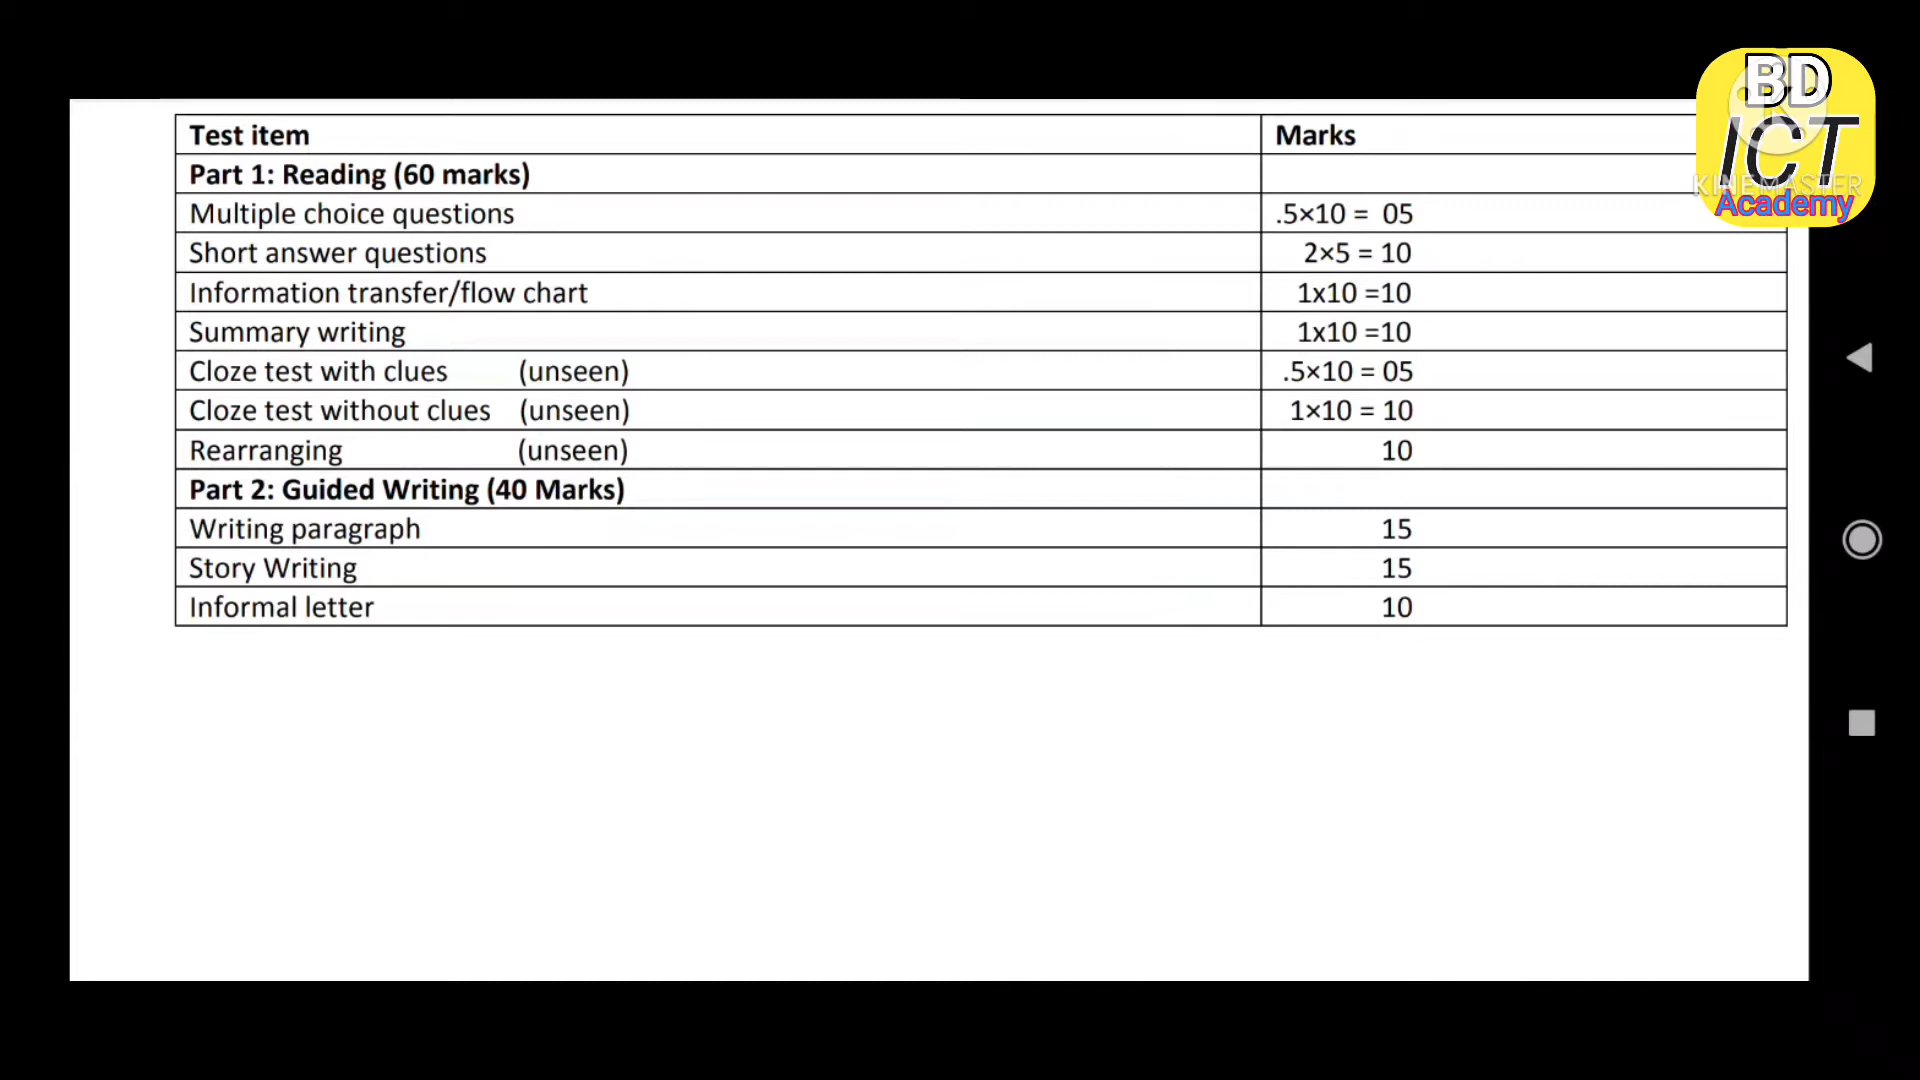 BD
ICT
KINEMASTER
Academy
Test item Marks
Part 1: Reading (60 marks)
Multiple choice questions .5×10 = 05
Short answer questions 2×5 = 10
Information transfer/flow chart 1x10 =10
Summary writing 1x10 =10
Cloze test with clues (unseen) .5×10 = 05
Cloze test without clues (unseen) 1×10 = 10
Rearranging (unseen) 10
Part 2: Guided Writing (40 Marks)
Writing paragraph 15
Story Writing 15
Informal letter 10